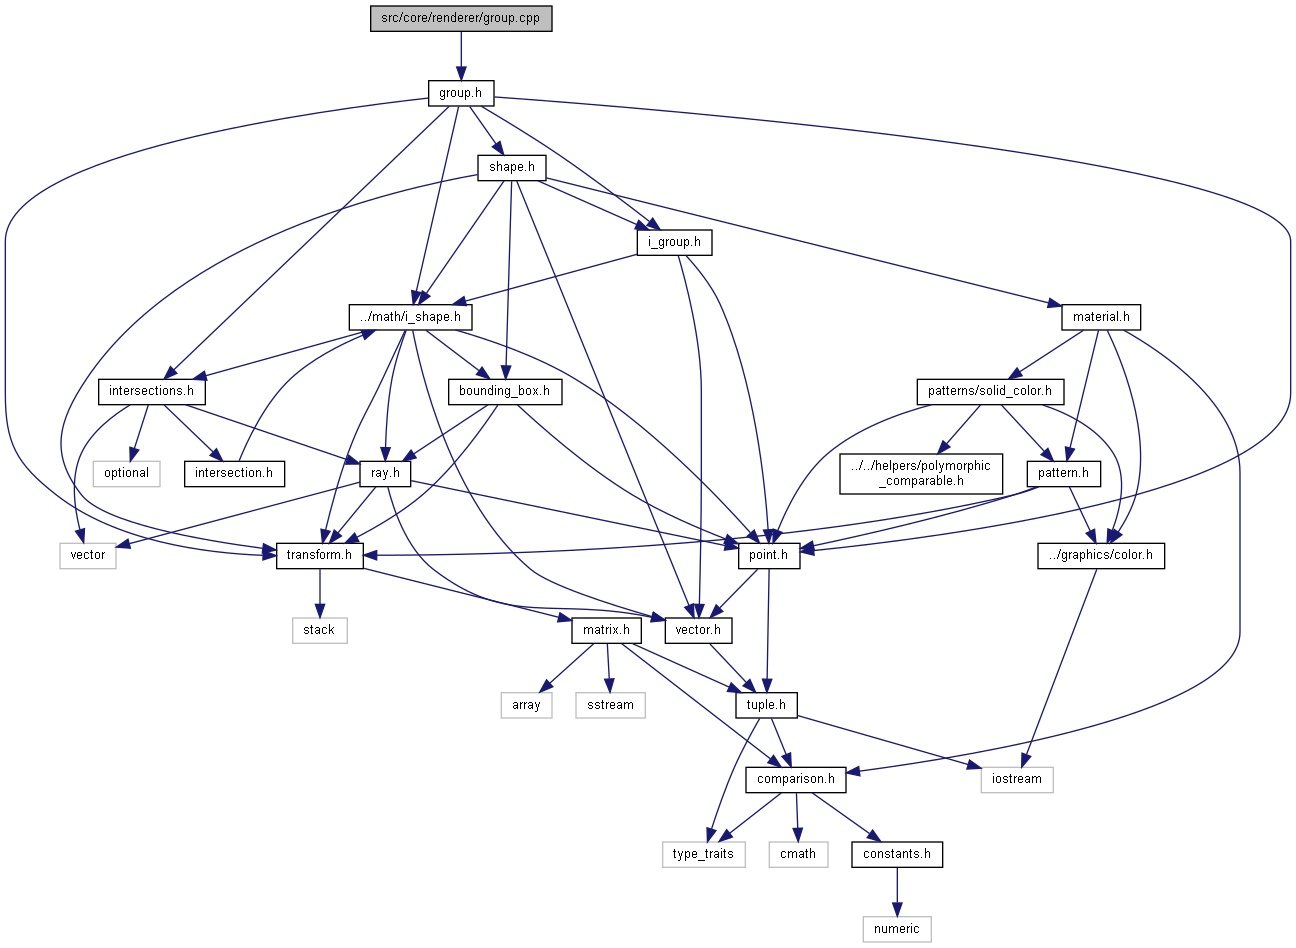 src/core/renderer/group.cpp
group.h
shape.h
i_group.h
../math/i_shape.h
material.h
intersections.h
bounding_box.h
patterns/solid_color.h
optional
intersection.h
ray.h
../../helpers/polymorphic
_comparable.h
pattern.h
vector
transform.h
point.h
../graphics/color.h
stack
matrix.h
vector.h
array
sstream
tuple.h
comparison.h
iostream
type_traits
cmath
constants.h
numeric